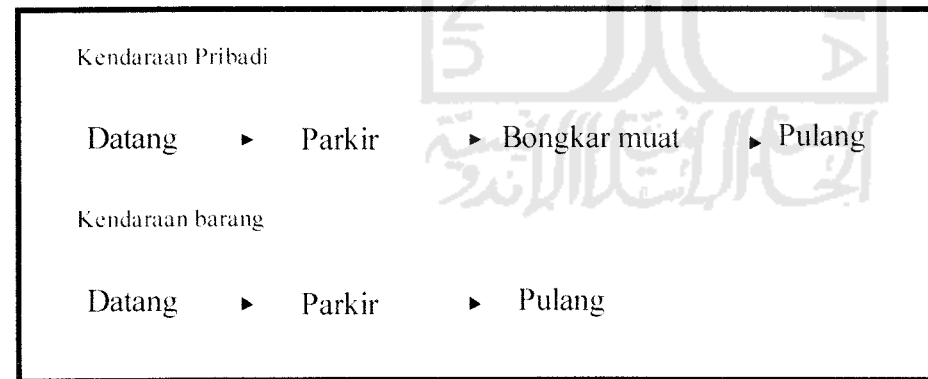 Kendaraan Pribadi
Datang ▸ Parkir ▸ Bongkar muat ▸ Pulang
Kendaraan barang
Datang ▸ Parkir ▸ Pulang